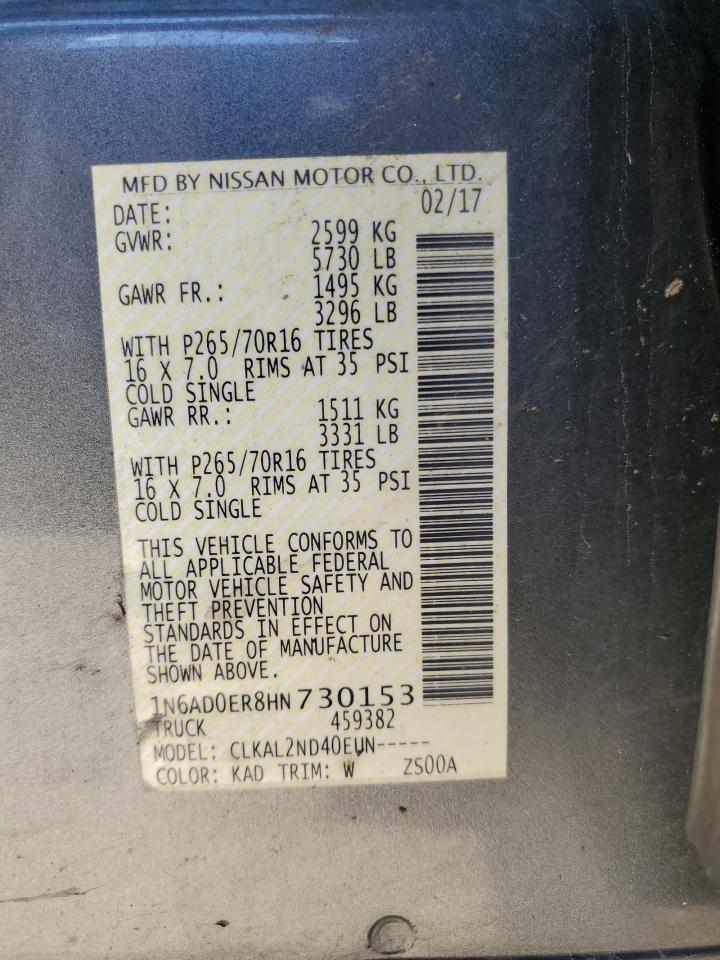 MFD BY NISSAN MOTOR CO., LTD.
DATE: 02/17
GVWR: 2599 KG
5730 LB
GAWR FR.: 1495 KG
3296 LB
WITH P265/70R16 TIRES
16 X 7.0 RIMS AT 35 PSI
COLD SINGLE
GAWR RR.: 1511 KG
3331 LB
WITH P265/70R16 TIRES
16 X 7.0 RIMS AT 35 PSI
COLD SINGLE
THIS VEHICLE CONFORMS TO
ALL APPLICABLE FEDERAL
MOTOR VEHICLE SAFETY AND
THEFT PREVENTION
STANDARDS IN EFFECT ON
THE DATE OF MANUFACTURE
SHOWN ABOVE.
1N6AD0ER8HN730153
TRUCK 459382
MODEL: CLKAL2ND40EUN-----
COLOR: KAD TRIM: W ZS00A